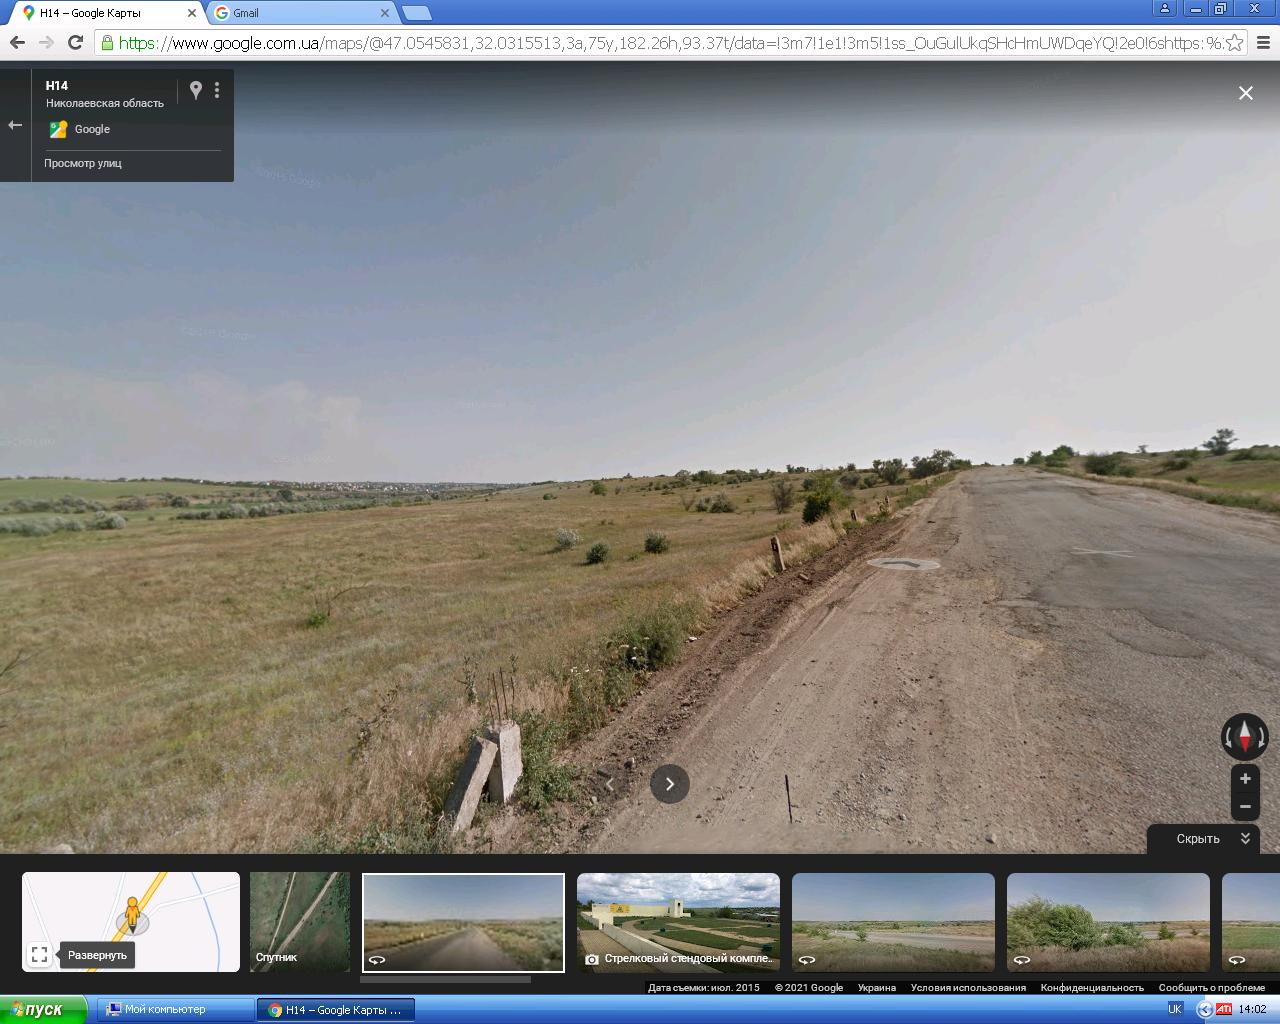 H14 – Google Карты
Gmail
https://www.google.com.ua/maps/@47.0545831,32.0315513,3a,75y,182.26h,93.37t/data=!3m7!1e1!3m5!1ss_OuGulUkqSHcHmUWDqeYQ!2e0!6shttps:%
H14
Николаевская область
Google
Просмотр улиц
Скрыть
Развернуть
Спутник
Стрелковый стендовый компле..
Дата съемки: июл. 2015
© 2021 Google
Украина
Условия использования
Конфиденциальность
Сообщить о проблеме
пуск
Мой компьютер
H14 – Google Карты ...
UK
ATI
14:02